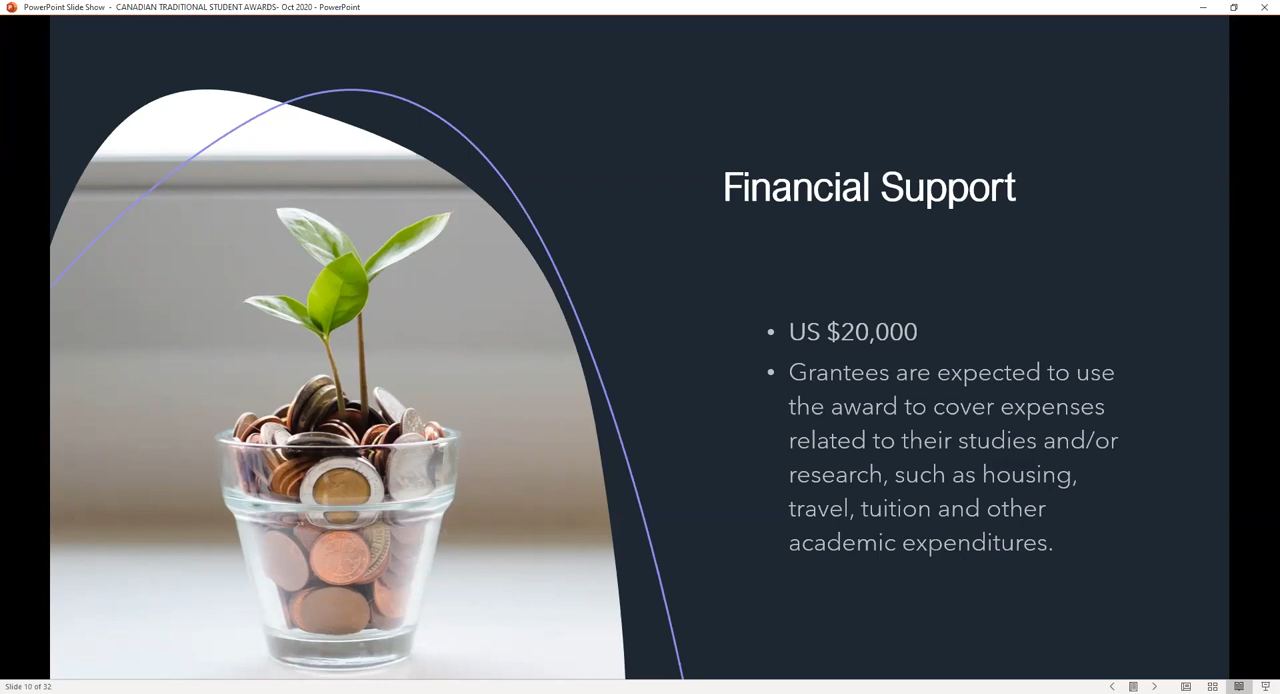 PowerPoint Slide Show - CANADIAN TRADITIONAL STUDENT AWARDS- Oct 2020 - PowerPoint
Financial Support
• US $20,000
• Grantees are expected to use
the award to cover expenses
related to their studies and/or
research, such as housing,
travel, tuition and other
academic expenditures.
Slide 10 of 32